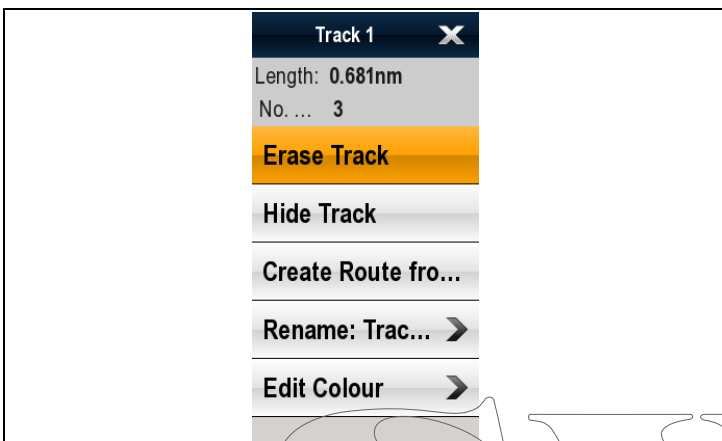 Track 1
Length: 0.681nm
No. ... 3
Erase Track
Hide Track
Create Route fro...
Rename: Trac...
Edit Colour